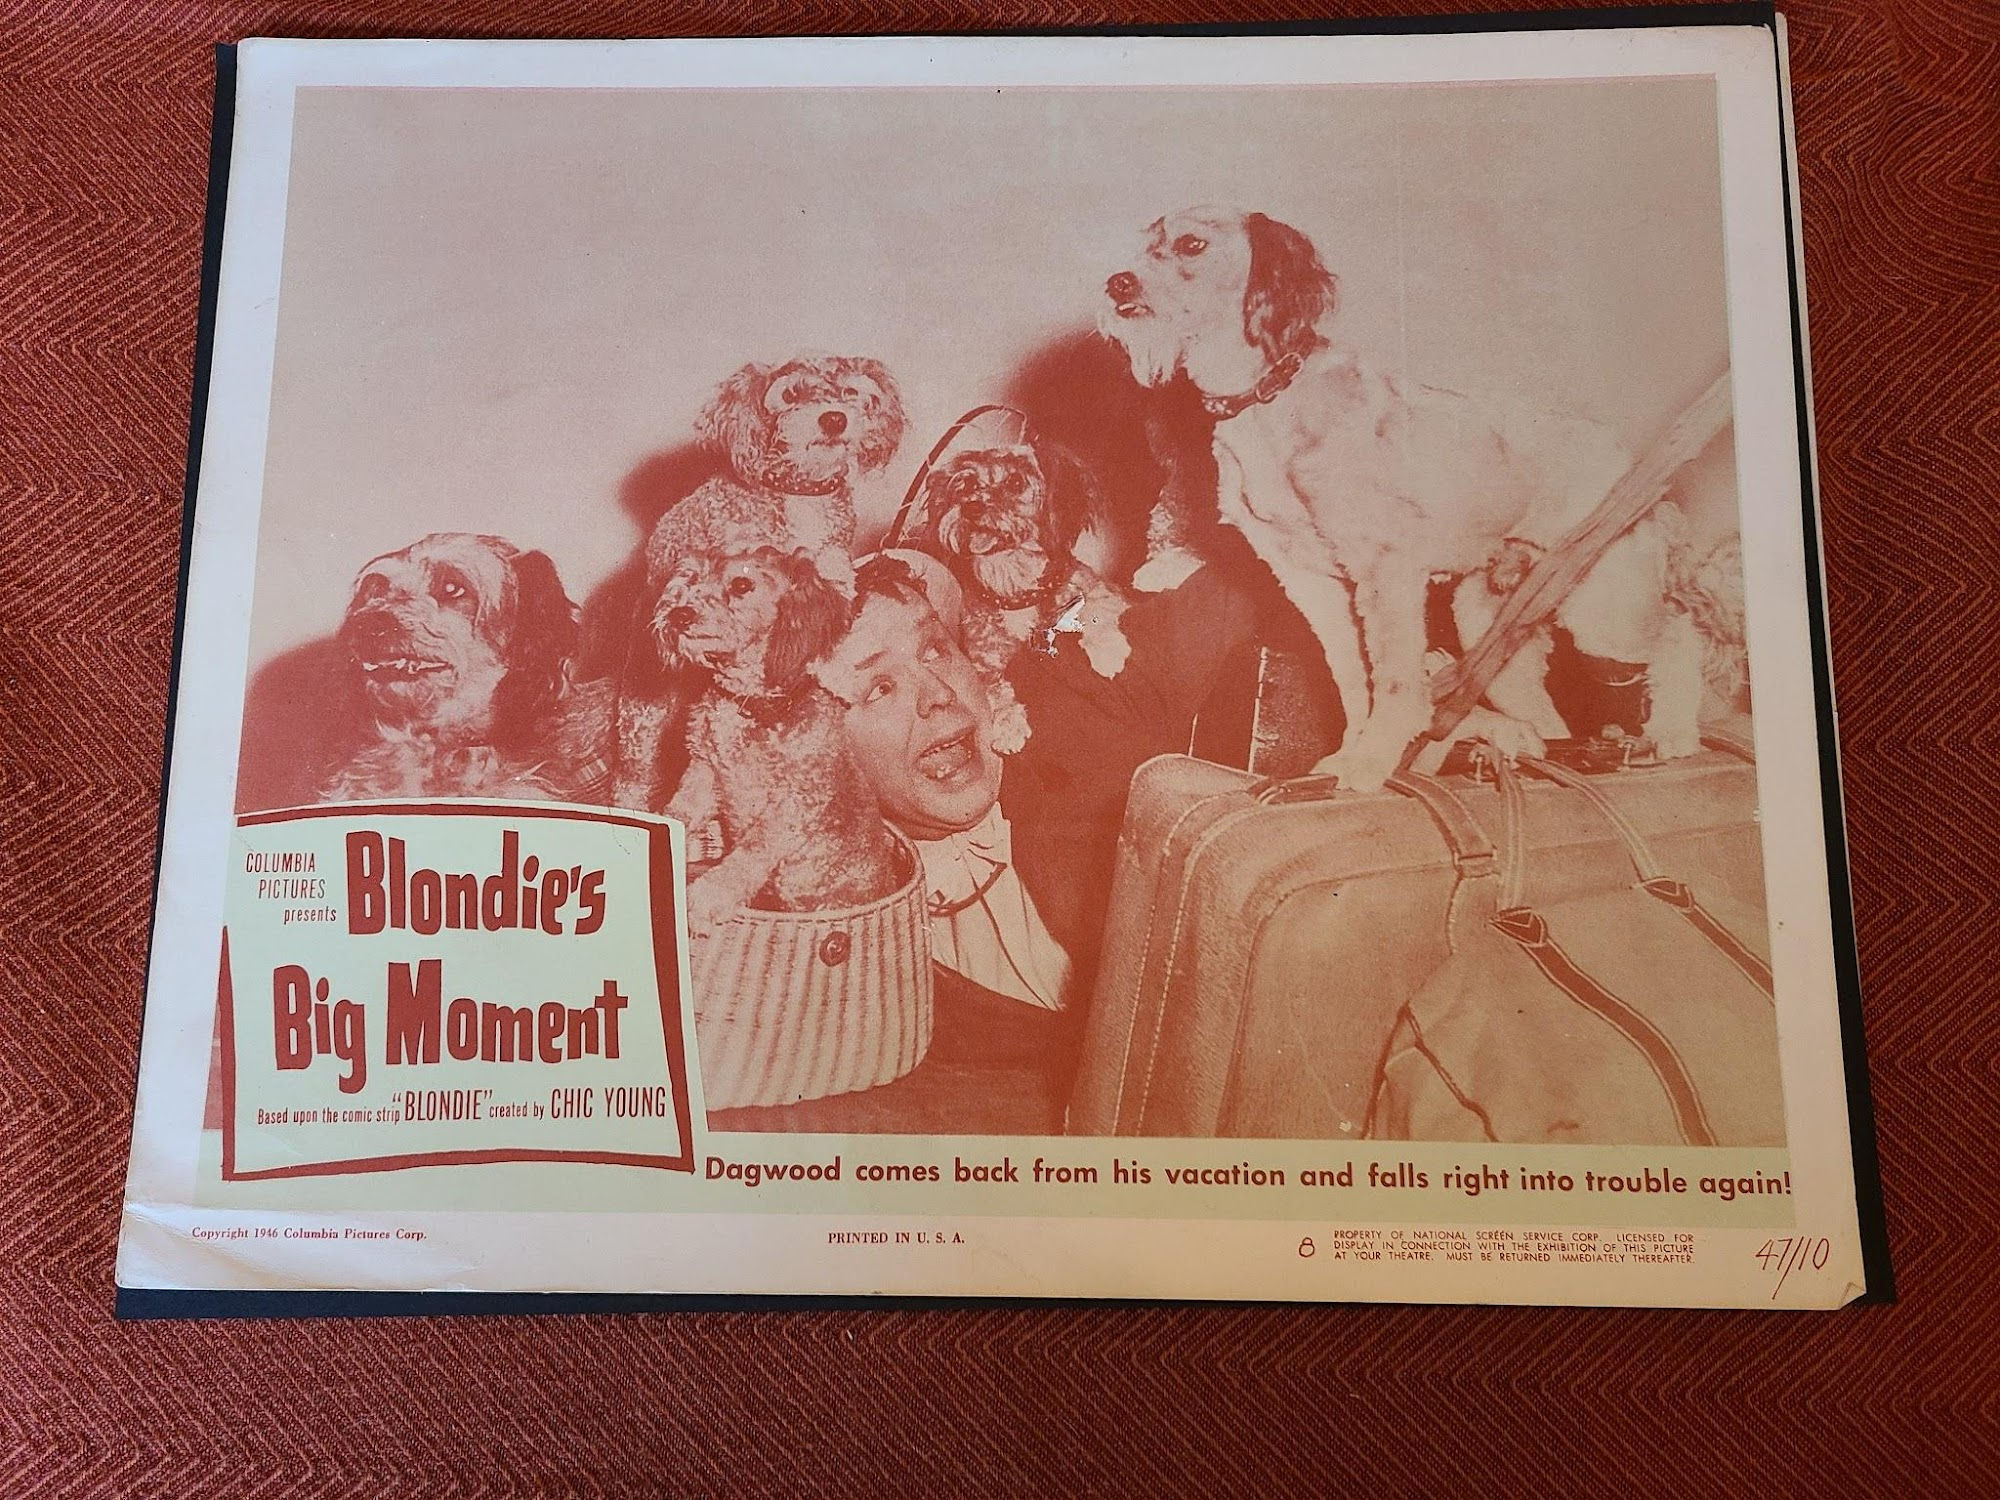 COLUMBIA
PICTURES
presents
Blondie's
Big Moment
Based upon the comic strip "BLONDIE" created by CHIC YOUNG
Dagwood comes back from his vacation and falls right into trouble again!
Copyright 1946 Columbia Pictures Corp.
PRINTED IN U. S. A.
8
PROPERTY OF NATIONAL SCREEN SERVICE CORP. LICENSED FOR
DISPLAY IN CONNECTION WITH THE EXHIBITION OF THIS PICTURE
AT YOUR THEATRE. MUST BE RETURNED IMMEDIATELY THEREAFTER.
47/10